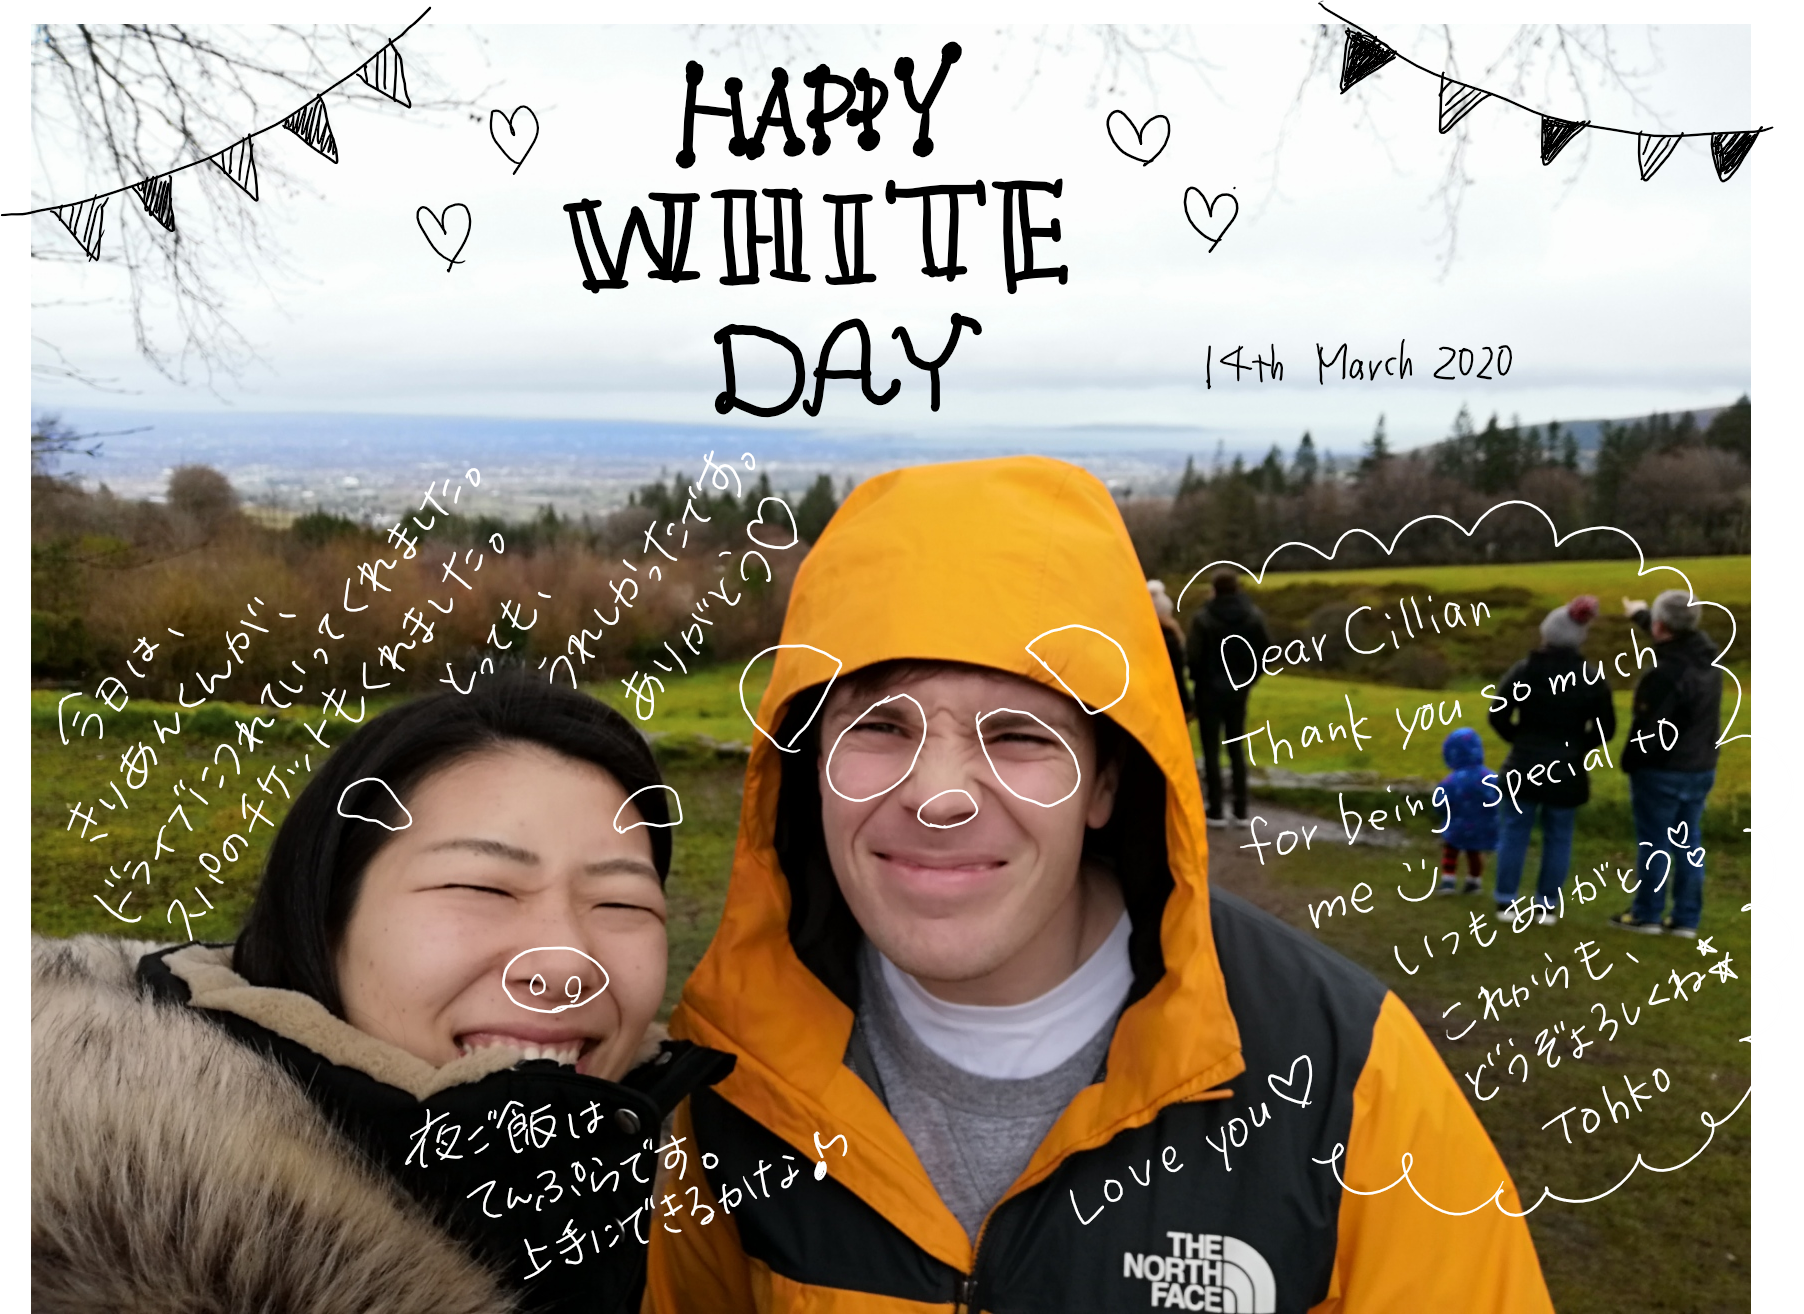 HAPPY
WHITE
DAY
14th March 2020
今日は、
きりあんくんが、
ドライブにつれていってくれました。
スパのチケットもくれました。
とっても、
うれしかったです。
ありがとう♡
Dear Cillian
Thank you so much
for being special to
me
いつもありがとう♡♡
これからも、
どうぞよろしくね☆☆
Tohko
Love you♡
夜ご飯は
てんぷらです。
上手にできるかな♪
THE
NORTH
FACE